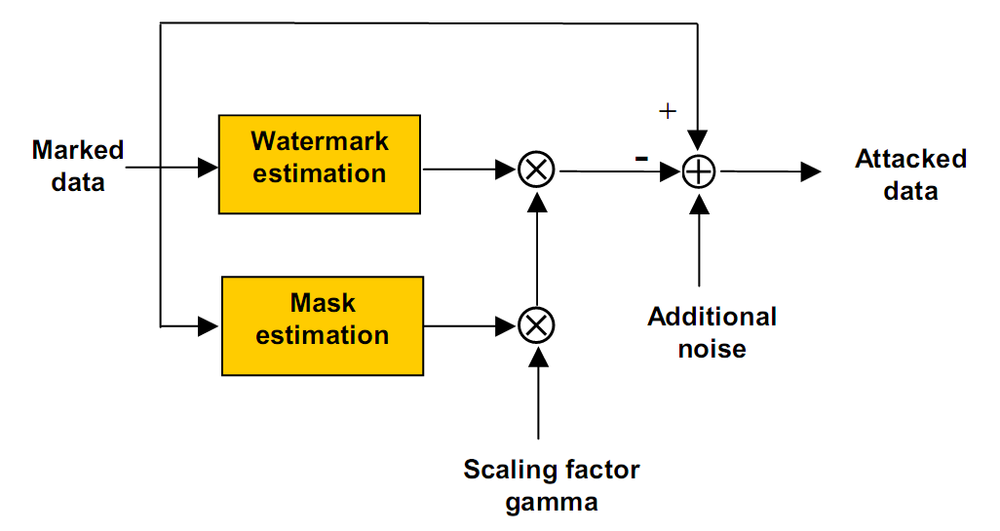 +
Marked
data
Watermark
estimation
-
Attacked
data
Mask
estimation
Additional
noise
Scaling factor
gamma